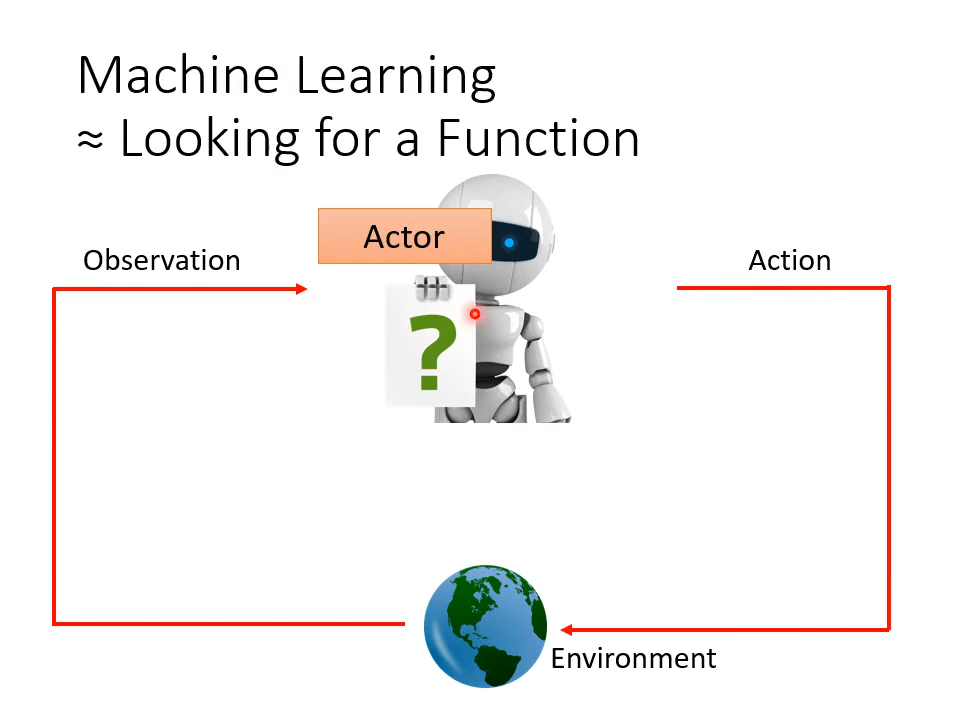 Machine Learning
≈ Looking for a Function
Actor
Observation
Action
?
Environment